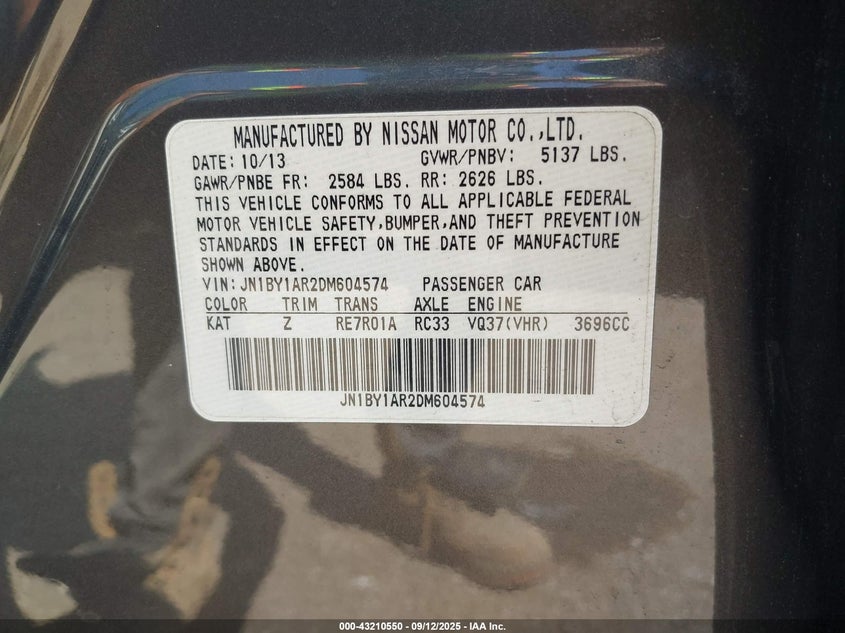 MANUFACTURED BY NISSAN MOTOR CO.,LTD.
DATE: 10/13 GVWR/PNBV: 5137 LBS.
GAWR/PNBE FR: 2584 LBS. RR: 2626 LBS.
THIS VEHICLE CONFORMS TO ALL APPLICABLE FEDERAL
MOTOR VEHICLE SAFETY,BUMPER,AND THEFT PREVENTION
STANDARDS IN EFFECT ON THE DATE OF MANUFACTURE
SHOWN ABOVE.
VIN:JN1BY1AR2DM604574 PASSENGER CAR
COLOR TRIM TRANS AXLE ENGINE
KAT Z RE7R01A RC33 VQ37(VHR) 3696CC
JN1BY1AR2DM604574
000-43210550 - 09/12/2025 - IAA Inc.